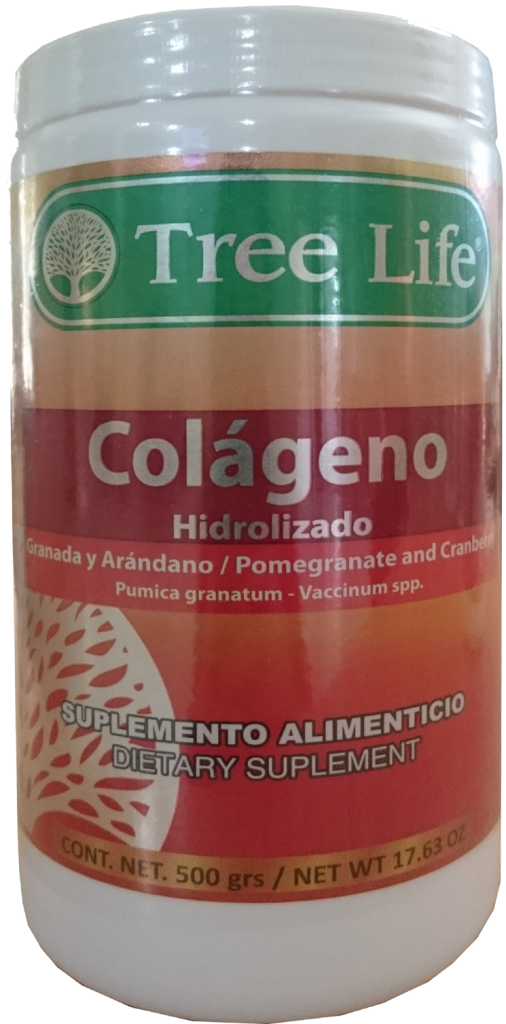 Tree Life®
Colágeno
Hidrolizado
Granada y Arándano / Pomegranate and Cranberry
Pumica granatum - Vaccinum spp.
SUPLEMENTO ALIMENTICIO
DIETARY SUPLEMENT
CONT. NET. 500 grs / NET WT 17.63 OZ